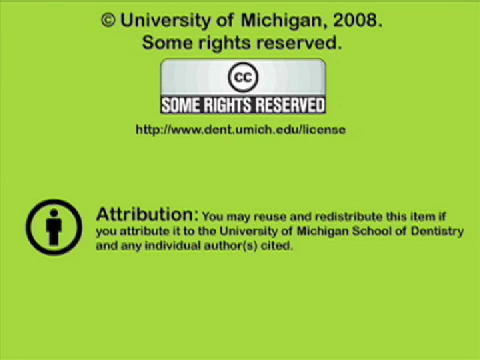 © University of Michigan, 2008.
Some rights reserved.
cc
SOME RIGHTS RESERVED
http://www.dent.umich.edu/license
Attribution: You may reuse and redistribute this item if
you attribute it to the University of Michigan School of Dentistry
and any individual author(s) cited.